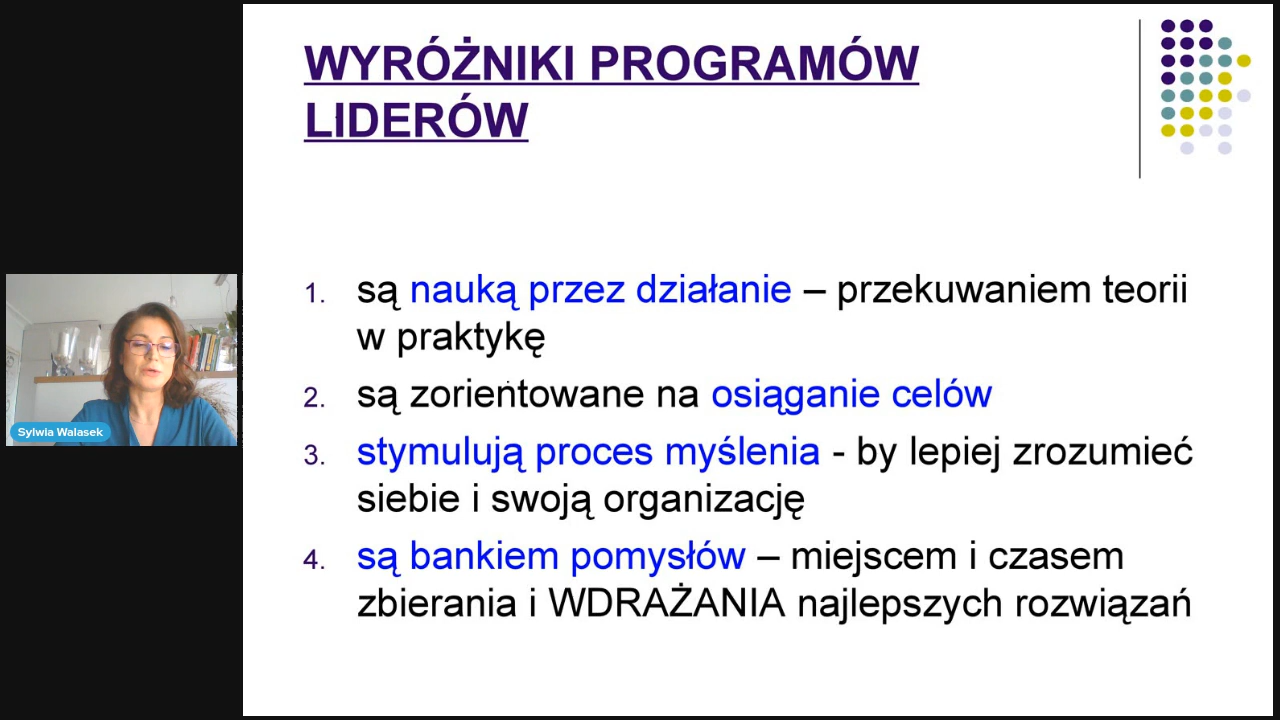 WYRÓŻNIKI PROGRAMÓW
LIDERÓW
1. są nauką przez działanie – przekuwaniem teorii
w praktykę
2. są zorientowane na osiąganie celów
3. stymulują proces myślenia - by lepiej zrozumieć
siebie i swoją organizację
4. są bankiem pomysłów – miejscem i czasem
zbierania i WDRAŻANIA najlepszych rozwiązań
Sylwia Walasek